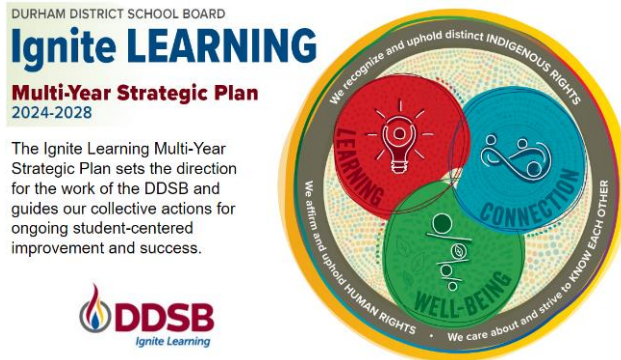 DURHAM DISTRICT SCHOOL BOARD
Ignite LEARNING
Multi-Year Strategic Plan
2024-2028
The Ignite Learning Multi-Year
Strategic Plan sets the direction
for the work of the DDSB and
guides our collective actions for
ongoing student-centered
improvement and success.
DDSB
Ignite Learning
We recognize and uphold distinct INDIGENOUS RIGHTS
LEARNING
CONNECTION
WELL-BEING
We affirm and uphold HUMAN RIGHTS •
We care about and strive to KNOW EACH OTHER